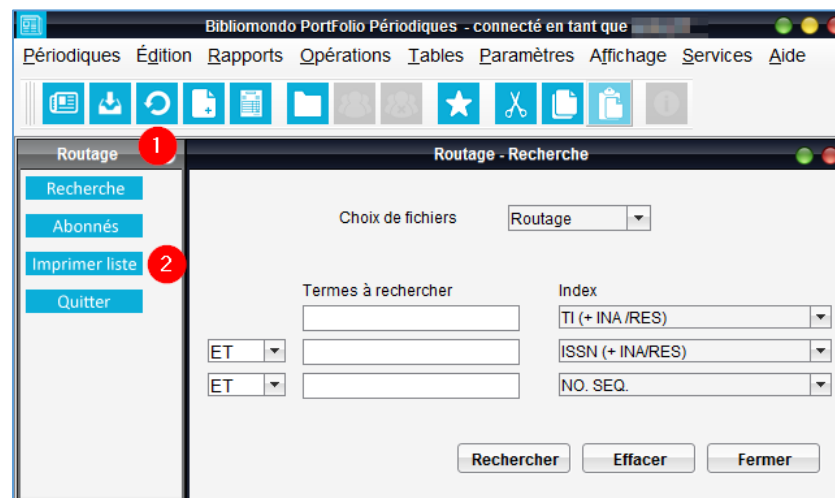 Bibliomondo PortFolio Périodiques - connecté en tant que
Périodiques Édition Rapports Opérations Tables Paramètres Affichage Services Aide
1
Routage
Routage - Recherche
Recherche
Abonnés
Imprimer liste
2
Quitter
Choix de fichiers
Routage
Termes à rechercher
Index
TI (+ INA /RES)
ET
ISSN (+ INA/RES)
ET
NO. SEQ.
Rechercher
Effacer
Fermer